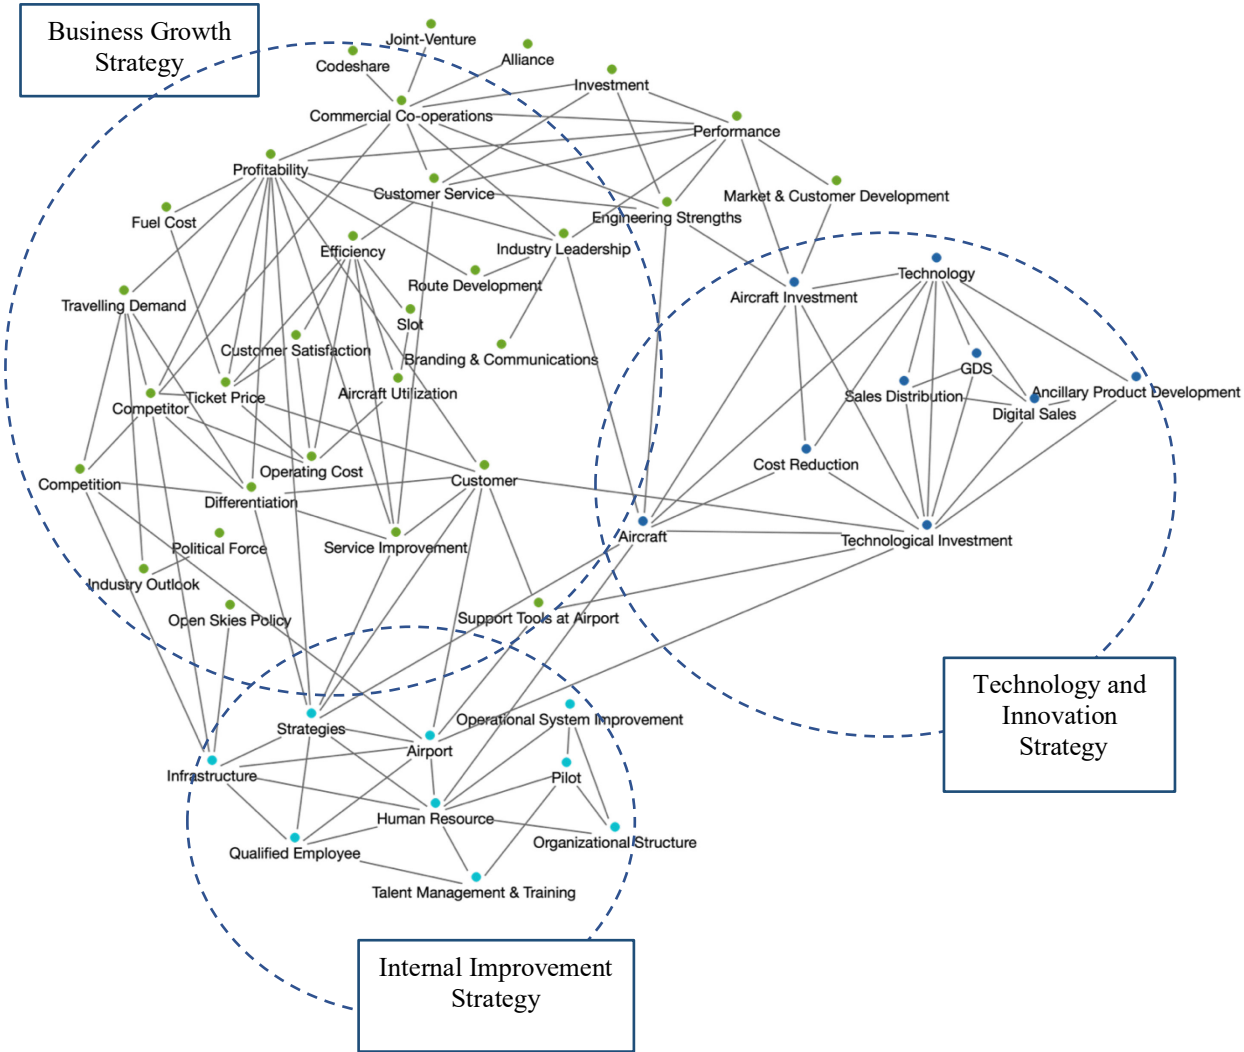 Business Growth
Strategy
Joint-Venture
Codeshare
Alliance
Investment
Commercial Co-operations
Performance
Profitability
Customer Service
Market & Customer Development
Fuel Cost
Engineering Strengths
Efficiency
Industry Leadership
Technology
Route Development
Aircraft Investment
Travelling Demand
Slot
Customer Satisfaction
Branding & Communications
GDS
Ticket Price
Aircraft Utilization
Sales Distribution
Ancillary Product Development
Competitor
Digital Sales
Operating Cost
Cost Reduction
Competition
Customer
Differentiation
Political Force
Service Improvement
Aircraft
Technological Investment
Industry Outlook
Open Skies Policy
Support Tools at Airport
Technology and
Innovation
Strategy
Strategies
Operational System Improvement
Airport
Infrastructure
Pilot
Human Resource
Organizational Structure
Qualified Employee
Talent Management & Training
Internal Improvement
Strategy